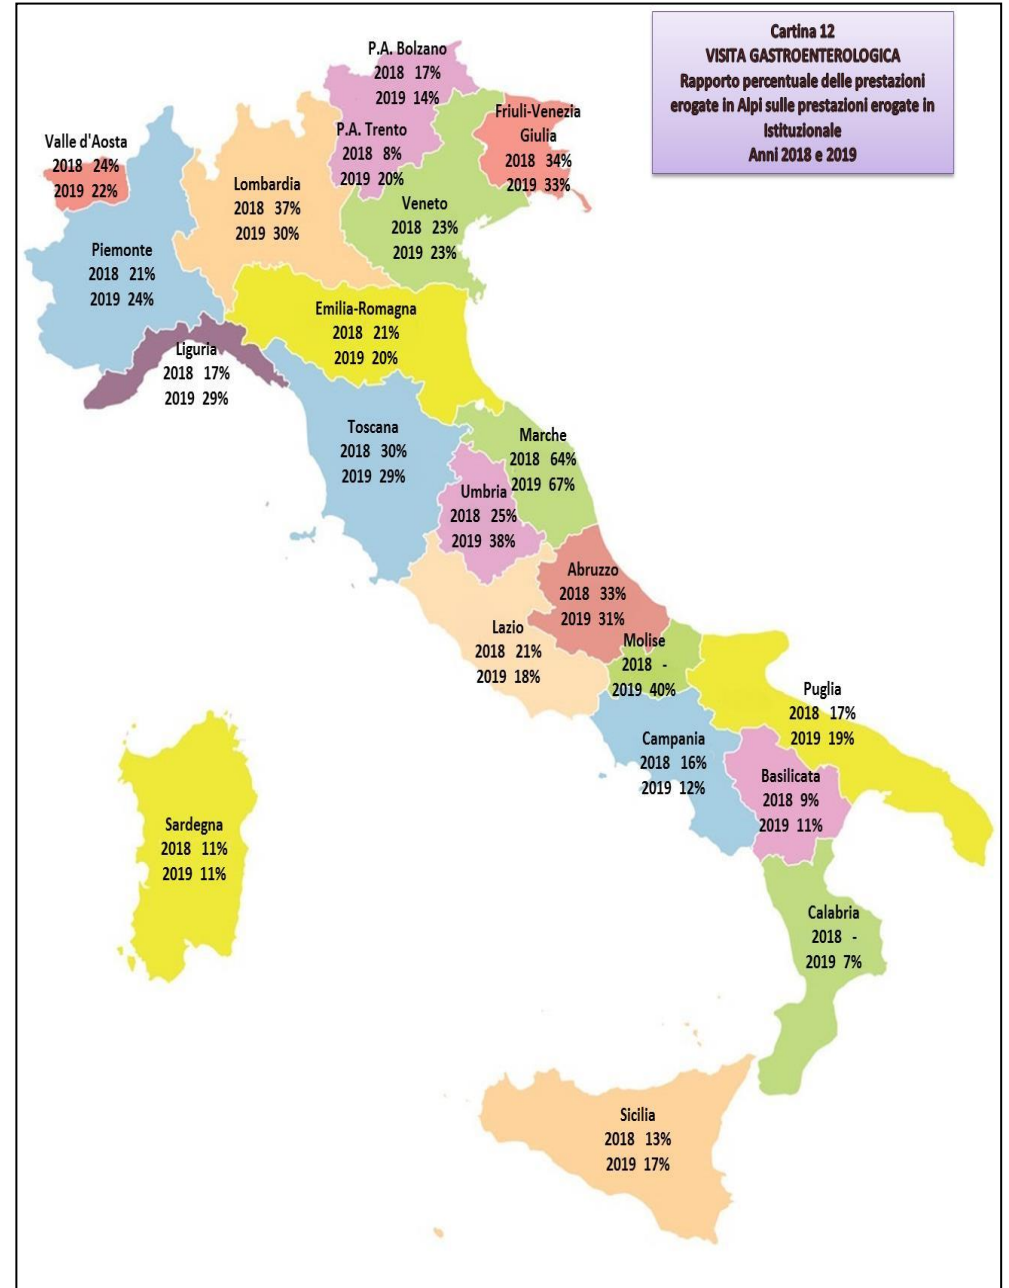 Cartina 12
VISITA GASTROENTEROLOGICA
Rapporto percentuale delle prestazioni
erogate in Alpi sulle prestazioni erogate in
Istituzionale
Anni 2018 e 2019
P.A. Bolzano
2018 17%
2019 14%
Friuli-Venezia
Giulia
2018 34%
2019 33%
P.A. Trento
2018 8%
2019 20%
Valle d'Aosta
2018 24%
2019 22%
Lombardia
2018 37%
2019 30%
Veneto
2018 23%
2019 23%
Piemonte
2018 21%
2019 24%
Emilia-Romagna
2018 21%
2019 20%
Liguria
2018 17%
2019 29%
Toscana
2018 30%
2019 29%
Marche
2018 64%
2019 67%
Umbria
2018 25%
2019 38%
Abruzzo
2018 33%
2019 31%
Lazio
2018 21%
2019 18%
Molise
2018 -
2019 40%
Puglia
2018 17%
2019 19%
Campania
2018 16%
2019 12%
Basilicata
2018 9%
2019 11%
Sardegna
2018 11%
2019 11%
Calabria
2018 -
2019 7%
Sicilia
2018 13%
2019 17%